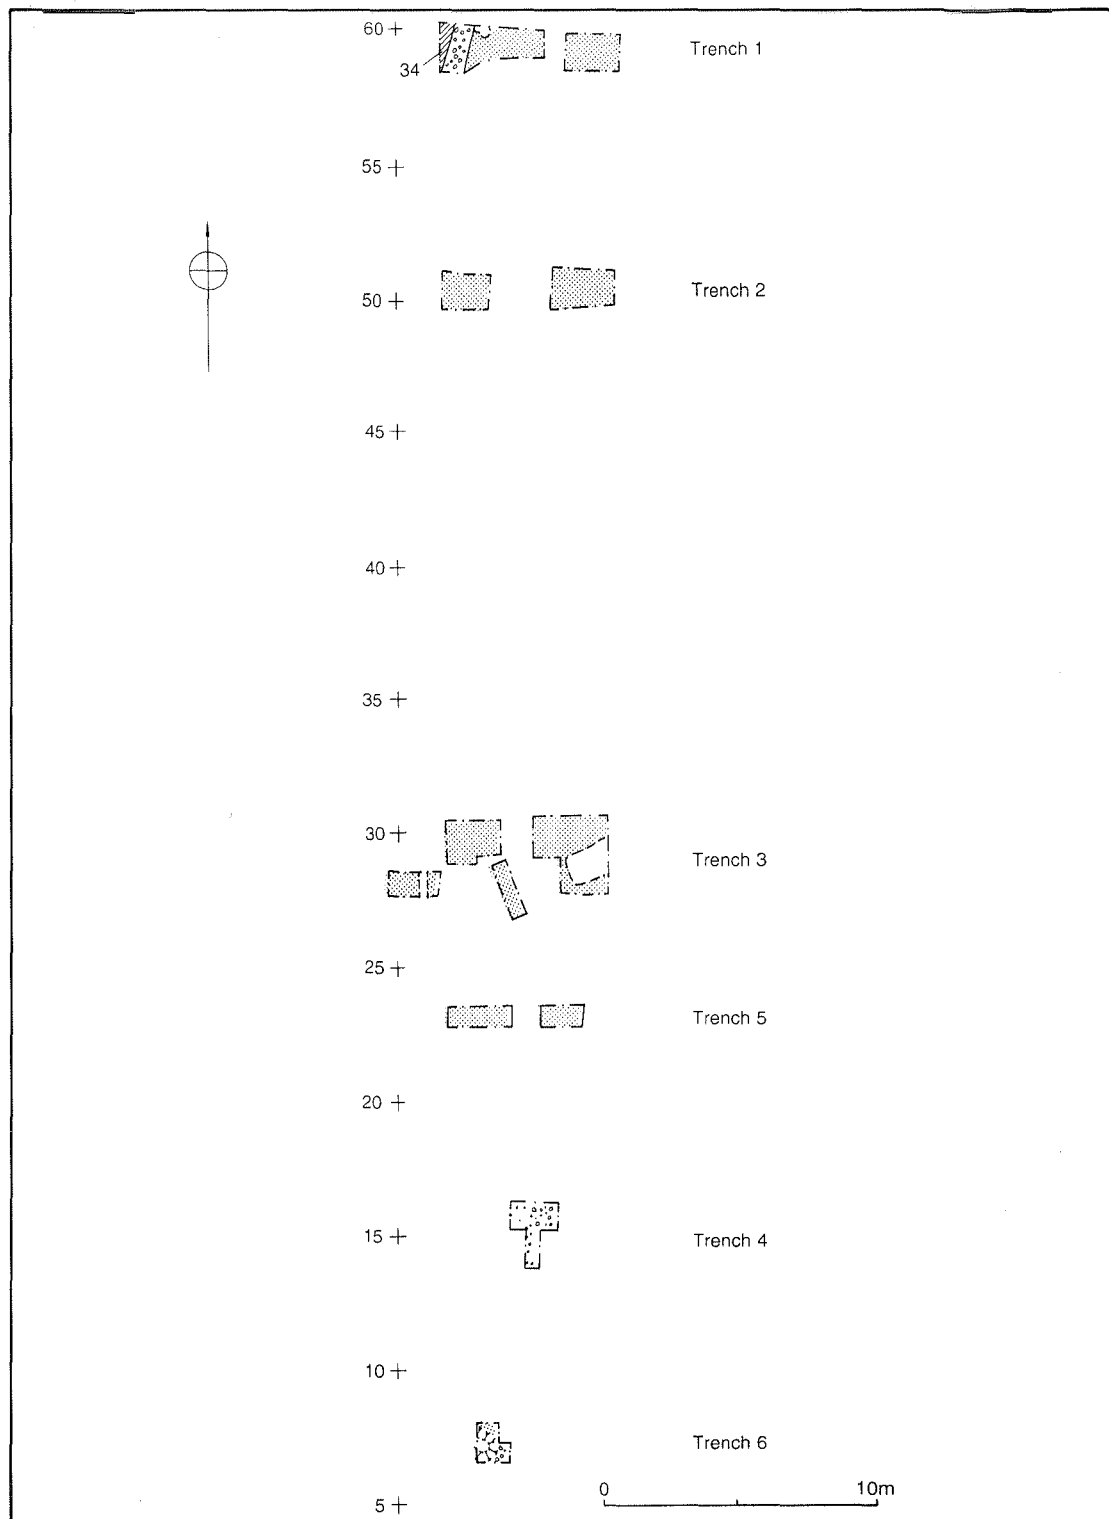 60 +
Trench 1
34
55 +
Trench 2
50 +
45 +
40 +
35 +
30 +
Trench 3
25 +
Trench 5
20 +
15 +
Trench 4
10 +
Trench 6
0 10m
5 +